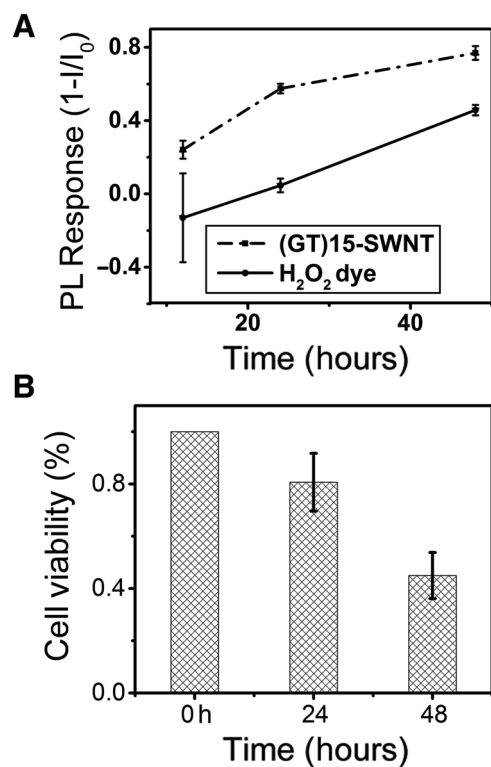 A
PL Response (1-I/I₀)
0.8
0.4
0.0
–0.4
(GT)15-SWNT
H₂O₂ dye
20
40
Time (hours)
B
Cell viability (%)
0.8
0.4
0.0
0 h
24
48
Time (hours)